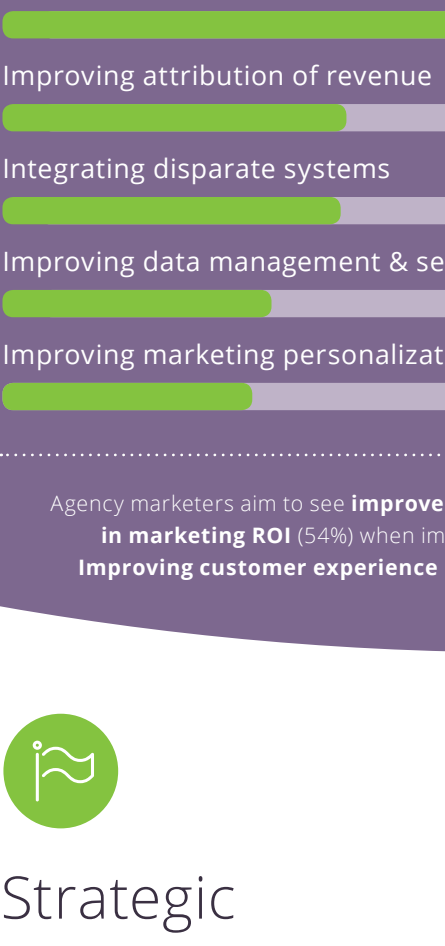 Improving attribution of revenue
Integrating disparate systems
Improving data management & se
Improving marketing personalizat
Agency marketers aim to see improve
in marketing ROI (54%) when im
Improving customer experience
Strategic